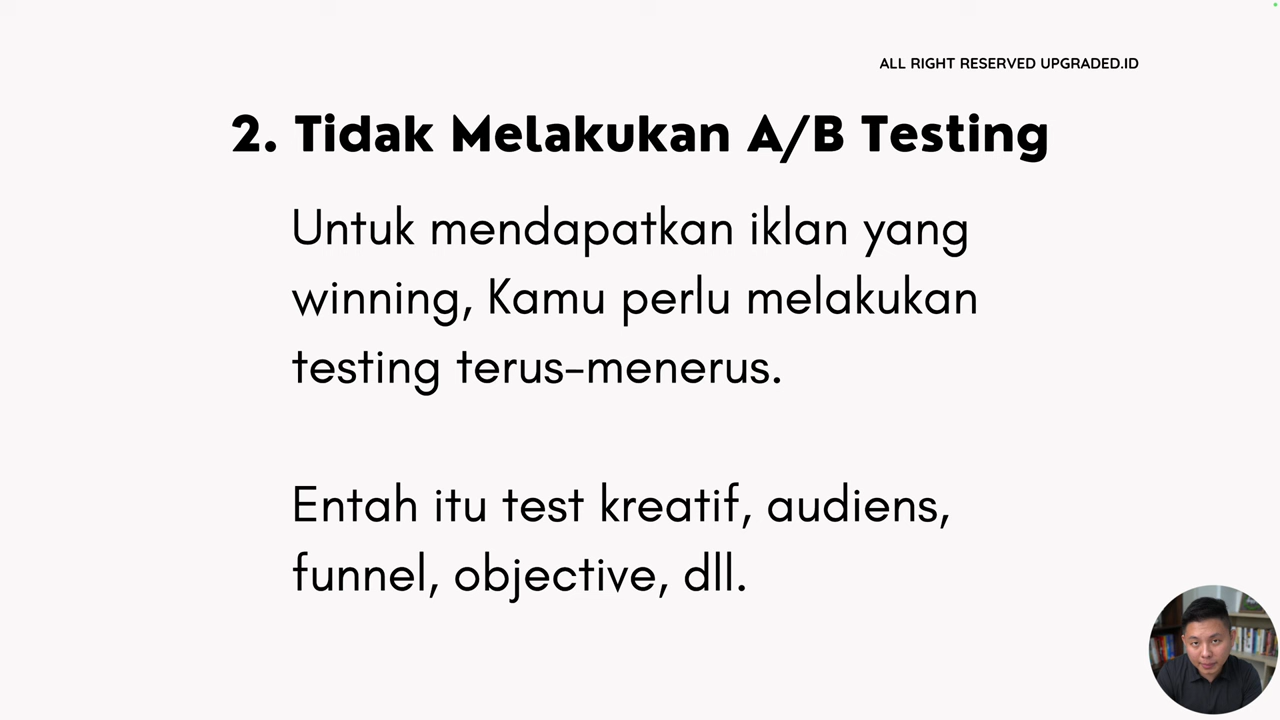 ALL RIGHT RESERVED UPGRADED.ID
2. Tidak Melakukan A/B Testing
Untuk mendapatkan iklan yang
winning, Kamu perlu melakukan
testing terus-menerus.
Entah itu test kreatif, audiens,
funnel, objective, dll.